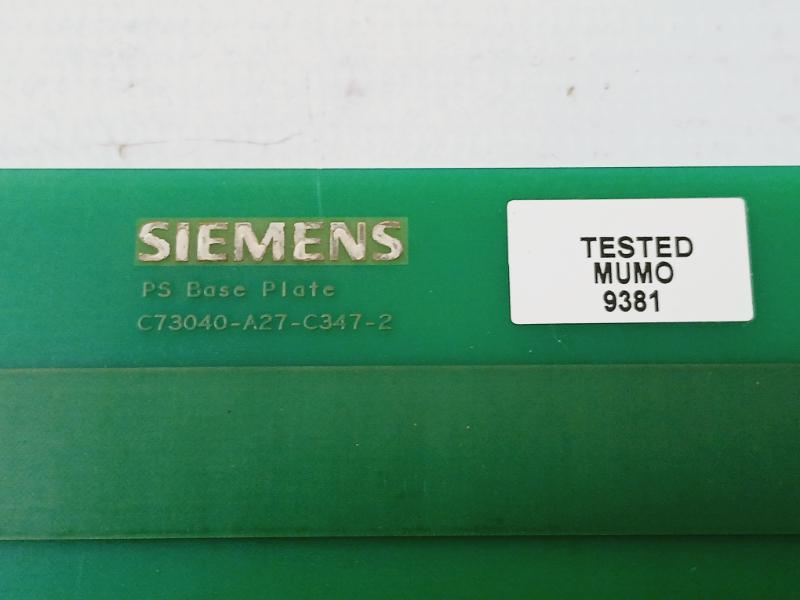 SIEMENS
PS Base Plate
C73040-A27-C347-2
TESTED
MUMO
9381